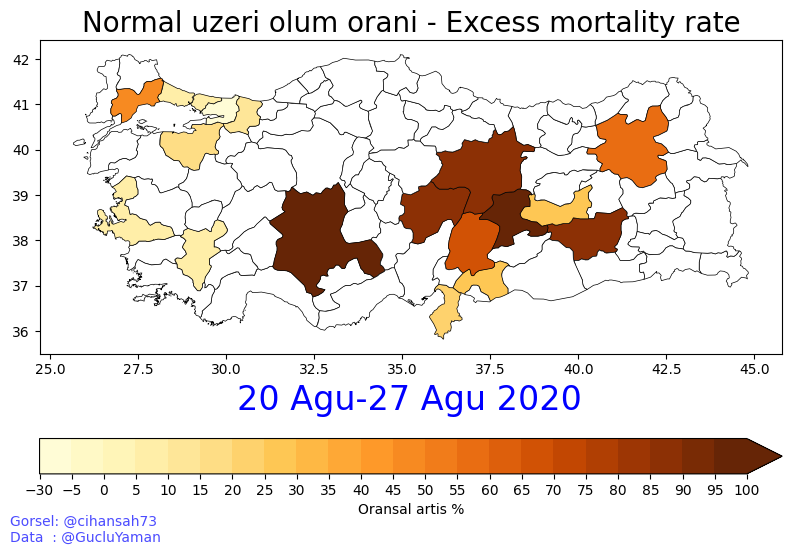 Normal uzeri olum orani - Excess mortality rate
42
41
40
39
38
37
36
25.0 27.5 30.0 32.5 35.0 37.5 40.0 42.5 45.0
20 Agu-27 Agu 2020
−30 −5 0 5 10 15 20 25 30 35 40 45 50 55 60 65 70 75 80 85 90 95 100
Oransal artis %
Gorsel: @cihansah73
Data  : @GucluYaman